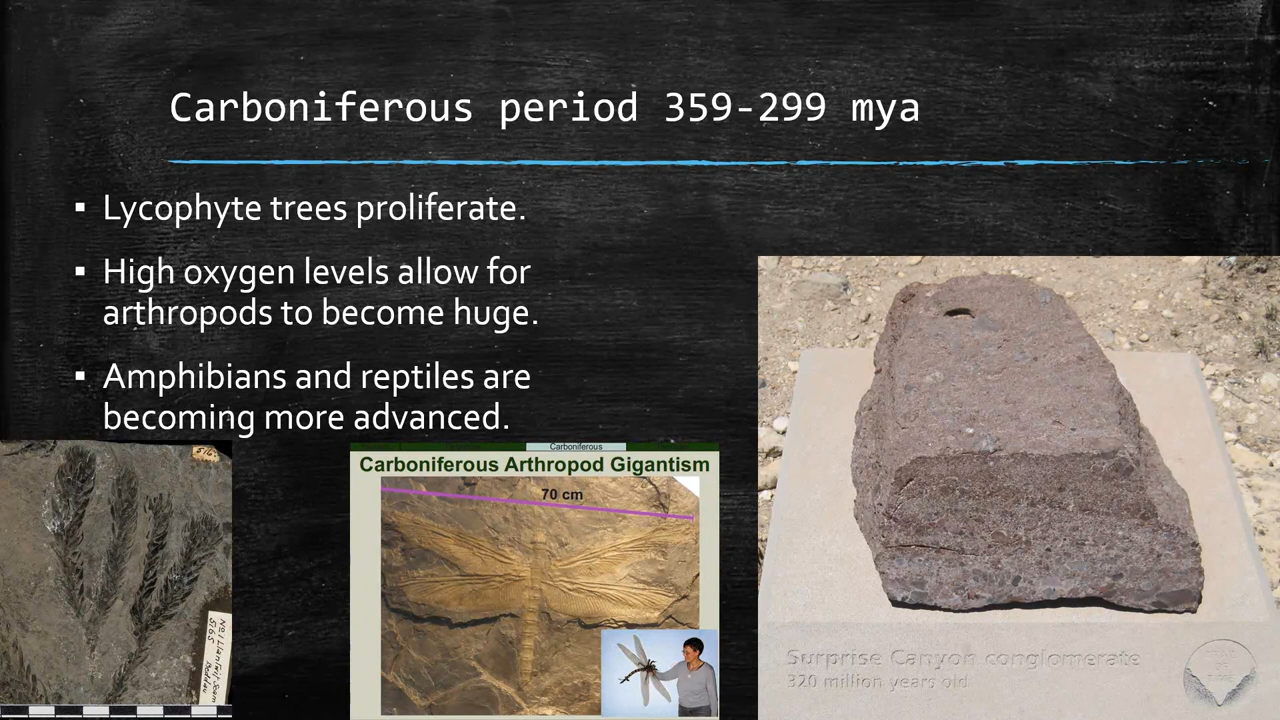 Carboniferous period 359-299 mya
▪ Lycophyte trees proliferate.
▪ High oxygen levels allow for
arthropods to become huge.
▪ Amphibians and reptiles are
becoming more advanced.
Carboniferous
Carboniferous Arthropod Gigantism
70 cm
Surprise Canyon conglomerate
320 million years old
5165